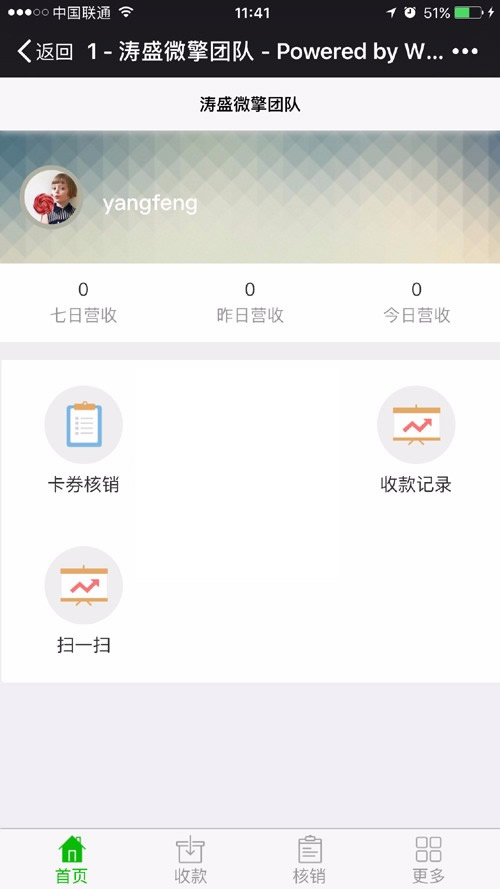 中国联通 11:41 51%
返回 1 - 涛盛微擎团队 - Powered by W...
涛盛微擎团队
yangfeng
0 0 0
七日营收 昨日营收 今日营收
卡券核销 收款记录
扫一扫
首页 收款 核销 更多